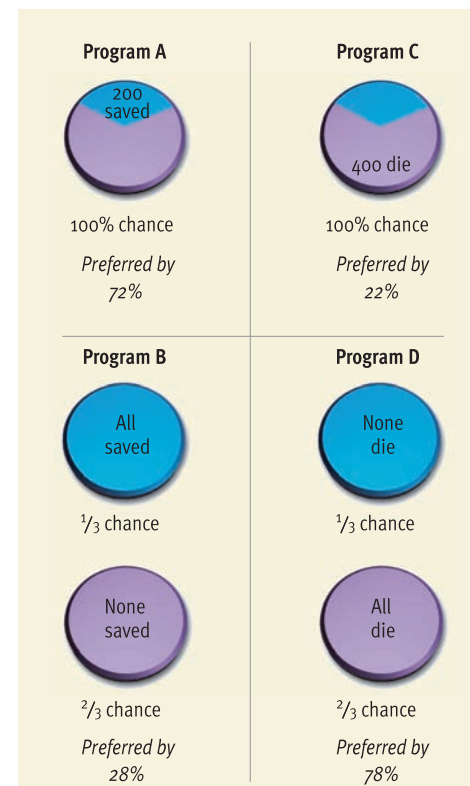 Program A
200
saved
100% chance
Preferred by
72%
Program C
400 die
100% chance
Preferred by
22%
Program B
All
saved
1/3 chance
None
saved
2/3 chance
Preferred by
28%
Program D
None
die
1/3 chance
All
die
2/3 chance
Preferred by
78%